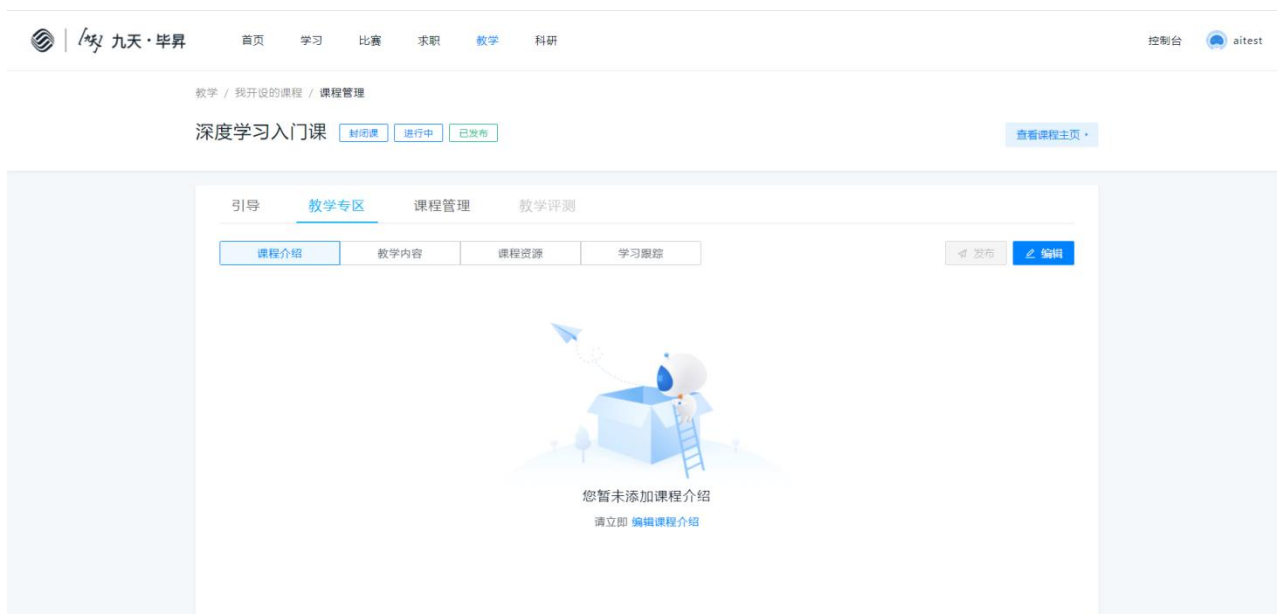 九天·毕昇 首页 学习 比赛 求职 教学 科研 控制台 aitest
教学 / 我开设的课程 / 课程管理
深度学习入门课 封闭课 进行中 已发布 查看课程主页
引导 教学专区 课程管理 教学评测
课程介绍 教学内容 课程资源 学习跟踪 发布 编辑
您暂未添加课程介绍
请立即 编辑课程介绍